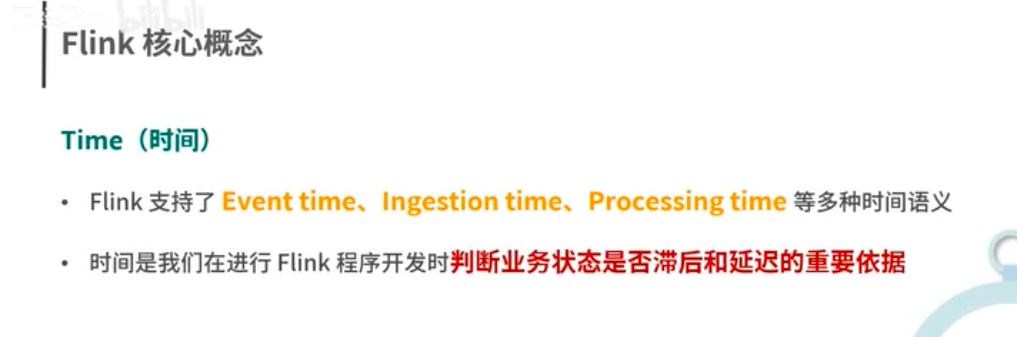 bilibili
Flink 核心概念
Time（时间）
• Flink 支持了 Event time、Ingestion time、Processing time 等多种时间语义
• 时间是我们在进行 Flink 程序开发时判断业务状态是否滞后和延迟的重要依据